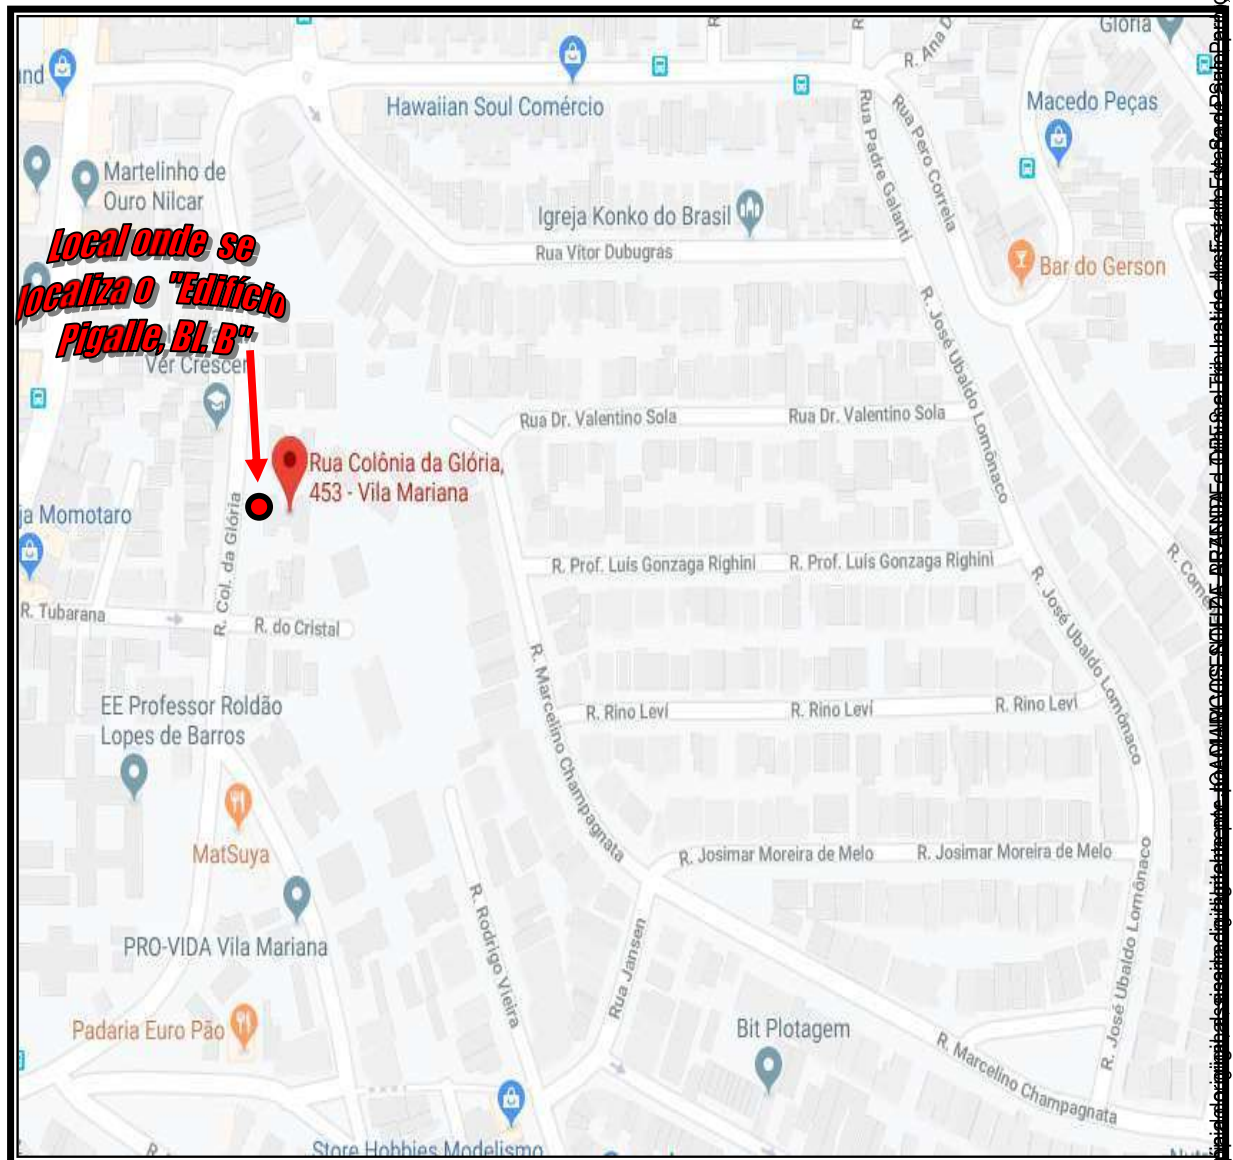 Glória
R. Ana
Hawaiian Soul Comércio
Macedo Peças
Rua Padre Galanti
Rua Pero Correia
Martelinho de
Ouro Nilcar
Igreja Konko do Brasil
Rua Vítor Dubugras
Bar do Gerson
Local onde se
localiza o "Edifício
Pigalle, Bl. B"
Ver Crescer
R. José Ubaldo Lomônaco
Rua Dr. Valentino Sola
Rua Dr. Valentino Sola
Rua Colônia da Glória,
453 - Vila Mariana
ja Momotaro
R. Col. da Glória
R. Prof. Luís Gonzaga Righini
R. Prof. Luís Gonzaga Righini
R. Tubarana
R. do Cristal
R. José Ubaldo Lomônaco
R. Marcelino Champagnata
EE Professor Roldão
Lopes de Barros
R. Rino Levi
R. Rino Levi
R. Rino Levi
MatSuya
R. Josimar Moreira de Melo
R. Josimar Moreira de Melo
R. José Ubaldo Lomônaco
PRO-VIDA Vila Mariana
R. Rodrigo Vieira
Rua Jansen
Padaria Euro Pão
Bit Plotagem
R. Marcelino Champagnata
Store Hobbies Modelismo